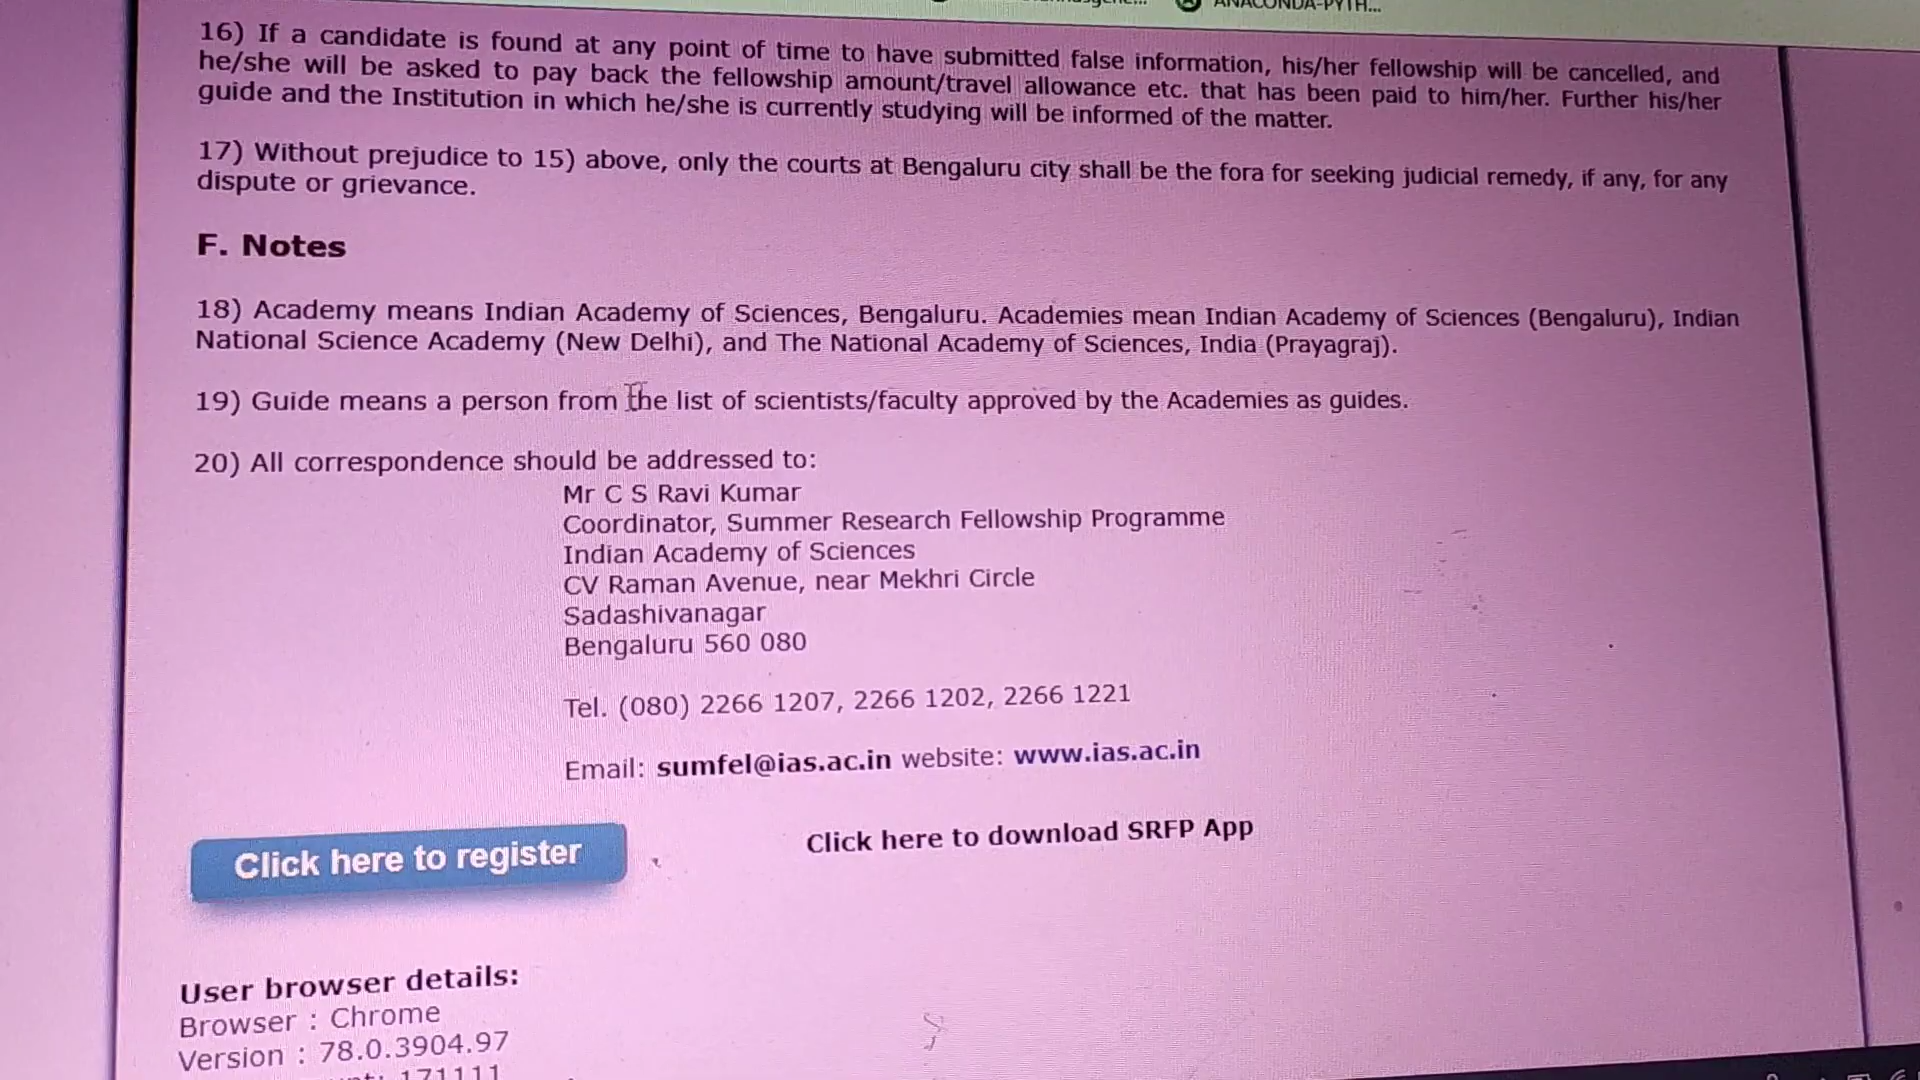 ANACONDA-PYTH...
16) If a candidate is found at any point of time to have submitted false information, his/her fellowship will be cancelled, and
he/she will be asked to pay back the fellowship amount/travel allowance etc. that has been paid to him/her. Further his/her
guide and the Institution in which he/she is currently studying will be informed of the matter.
17) Without prejudice to 15) above, only the courts at Bengaluru city shall be the fora for seeking judicial remedy, if any, for any
dispute or grievance.
F. Notes
18) Academy means Indian Academy of Sciences, Bengaluru. Academies mean Indian Academy of Sciences (Bengaluru), Indian
National Science Academy (New Delhi), and The National Academy of Sciences, India (Prayagraj).
19) Guide means a person from the list of scientists/faculty approved by the Academies as guides.
20) All correspondence should be addressed to:
Mr C S Ravi Kumar
Coordinator, Summer Research Fellowship Programme
Indian Academy of Sciences
CV Raman Avenue, near Mekhri Circle
Sadashivanagar
Bengaluru 560 080
Tel. (080) 2266 1207, 2266 1202, 2266 1221
Email: sumfel@ias.ac.in website: www.ias.ac.in
Click here to register
Click here to download SRFP App
User browser details:
Browser : Chrome
Version : 78.0.3904.97
171111